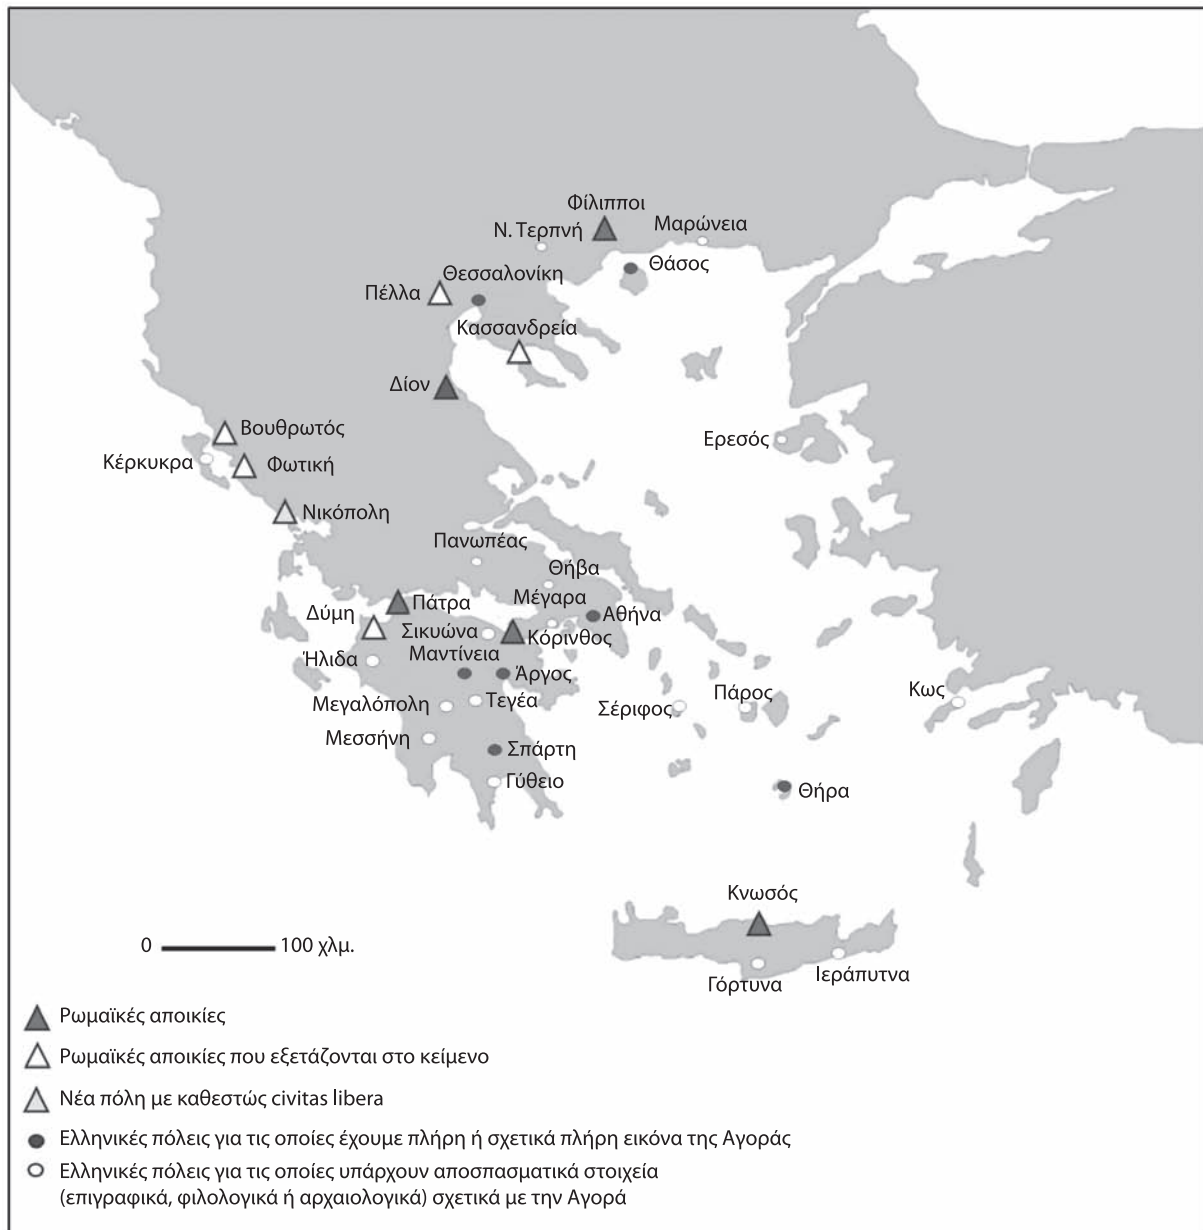 Φίλιπποι
Ν. Τερπνή
Μαρώνεια
Θάσος
Θεσσαλονίκη
Πέλλα
Κασσανδρεία
Δίον
Βουθρωτός
Ερεσός
Κέρκυρα
Φωτική
Νικόπολη
Πανωπέας
Θήβα
Μέγαρα
Δύμη
Πάτρα
Αθήνα
Σικυώνα
Κόρινθος
Μαντίνεια
Ήλιδα
Άργος
Μεγαλόπολη
Τεγέα
Σέριφος
Πάρος
Κως
Μεσσήνη
Σπάρτη
Γύθειο
Θήρα
Κνωσός
0 100 χλμ.
Γόρτυνα
Ιεράπυτνα
Ρωμαϊκές αποικίες
Ρωμαϊκές αποικίες που εξετάζονται στο κείμενο
Νέα πόλη με καθεστώς civitas libera
Ελληνικές πόλεις για τις οποίες έχουμε πλήρη ή σχετικά πλήρη εικόνα της Αγοράς
Ελληνικές πόλεις για τις οποίες υπάρχουν αποσπασματικά στοιχεία
(επιγραφικά, φιλολογικά ή αρχαιολογικά) σχετικά με την Αγορά